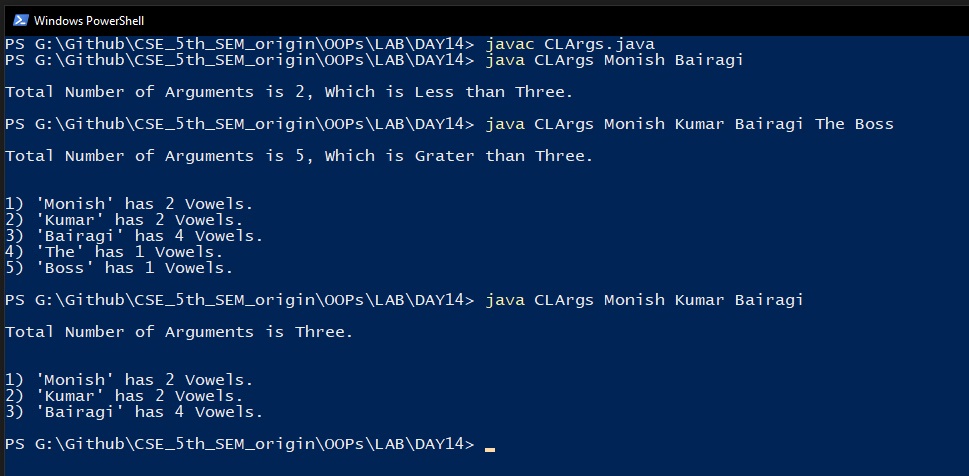 Windows PowerShell
PS G:\Github\CSE_5th_SEM_origin\OOPs\LAB\DAY14> javac CLArgs.java
PS G:\Github\CSE_5th_SEM_origin\OOPs\LAB\DAY14> java CLArgs Monish Bairagi
Total Number of Arguments is 2, Which is Less than Three.
PS G:\Github\CSE_5th_SEM_origin\OOPs\LAB\DAY14> java CLArgs Monish Kumar Bairagi The Boss
Total Number of Arguments is 5, Which is Grater than Three.
1) 'Monish' has 2 Vowels.
2) 'Kumar' has 2 Vowels.
3) 'Bairagi' has 4 Vowels.
4) 'The' has 1 Vowels.
5) 'Boss' has 1 Vowels.
PS G:\Github\CSE_5th_SEM_origin\OOPs\LAB\DAY14> java CLArgs Monish Kumar Bairagi
Total Number of Arguments is Three.
1) 'Monish' has 2 Vowels.
2) 'Kumar' has 2 Vowels.
3) 'Bairagi' has 4 Vowels.
PS G:\Github\CSE_5th_SEM_origin\OOPs\LAB\DAY14>